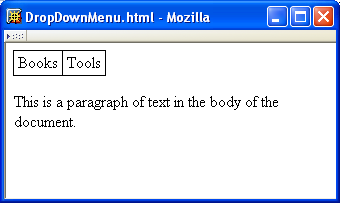 DropDownMenu.html - Mozilla
Books Tools
This is a paragraph of text in the body of the
document.